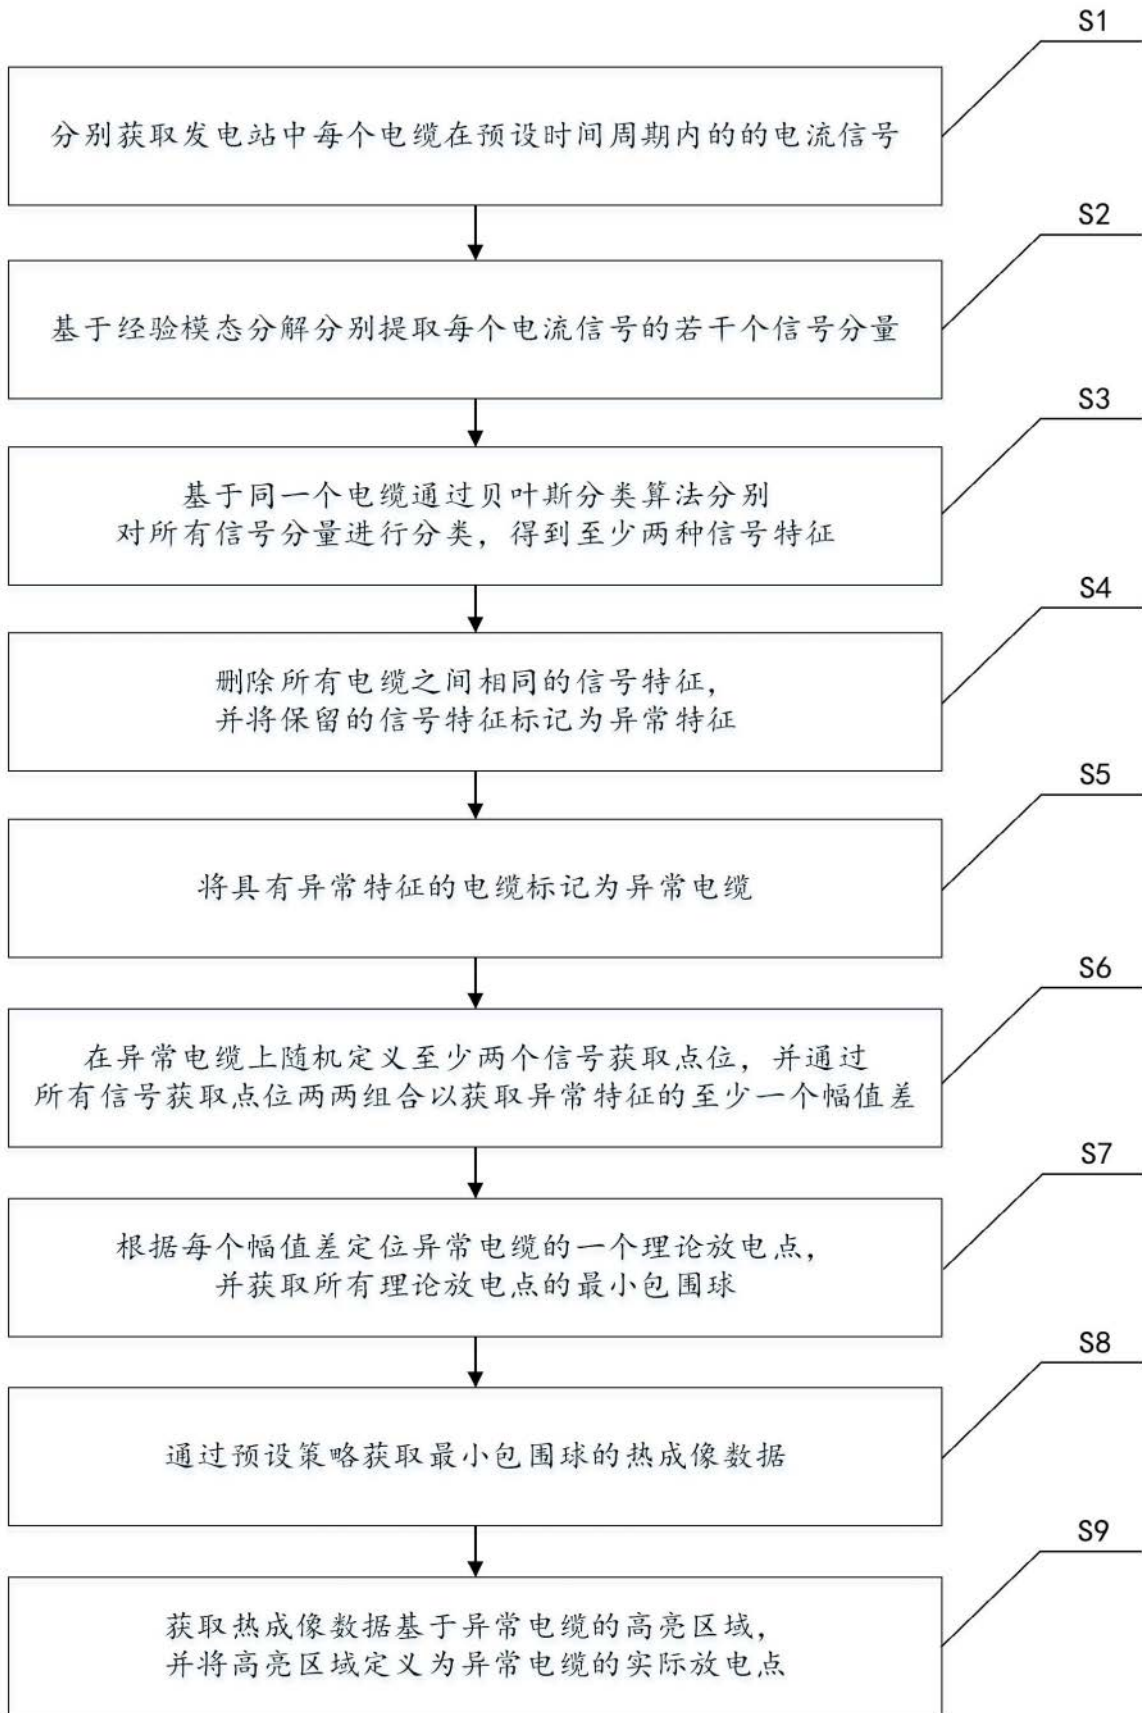 S1
分别获取发电站中每个电缆在预设时间周期内的的电流信号
S2
基于经验模态分解分别提取每个电流信号的若干个信号分量
S3
基于同一个电缆通过贝叶斯分类算法分别
对所有信号分量进行分类，得到至少两种信号特征
S4
删除所有电缆之间相同的信号特征，
并将保留的信号特征标记为异常特征
S5
将具有异常特征的电缆标记为异常电缆
S6
在异常电缆上随机定义至少两个信号获取点位，并通过
所有信号获取点位两两组合以获取异常特征的至少一个幅值差
S7
根据每个幅值差定位异常电缆的一个理论放电点，
并获取所有理论放电点的最小包围球
S8
通过预设策略获取最小包围球的热成像数据
S9
获取热成像数据基于异常电缆的高亮区域，
并将高亮区域定义为异常电缆的实际放电点